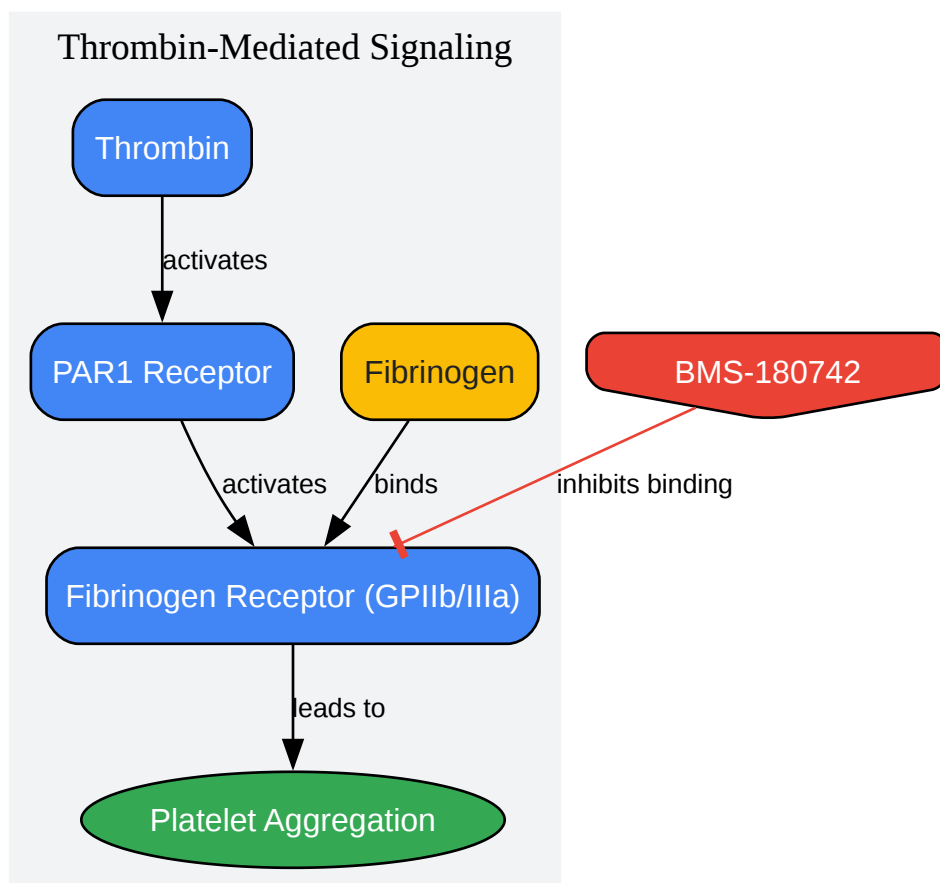 Thrombin-Mediated Signaling
Thrombin
activates
PAR1 Receptor
Fibrinogen
BMS-180742
activates
binds
inhibits binding
Fibrinogen Receptor (GPIIb/IIIa)
leads to
Platelet Aggregation